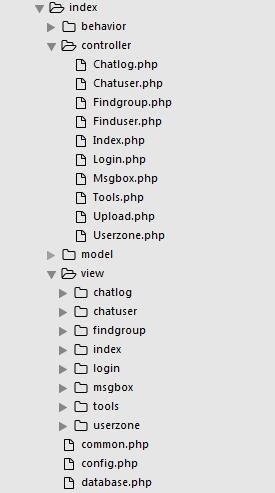 index
behavior
controller
Chatlog.php
Chatuser.php
Findgroup.php
Finduser.php
Index.php
Login.php
Msgbox.php
Tools.php
Upload.php
Userzone.php
model
view
chatlog
chatuser
findgroup
index
login
msgbox
tools
userzone
common.php
config.php
database.php